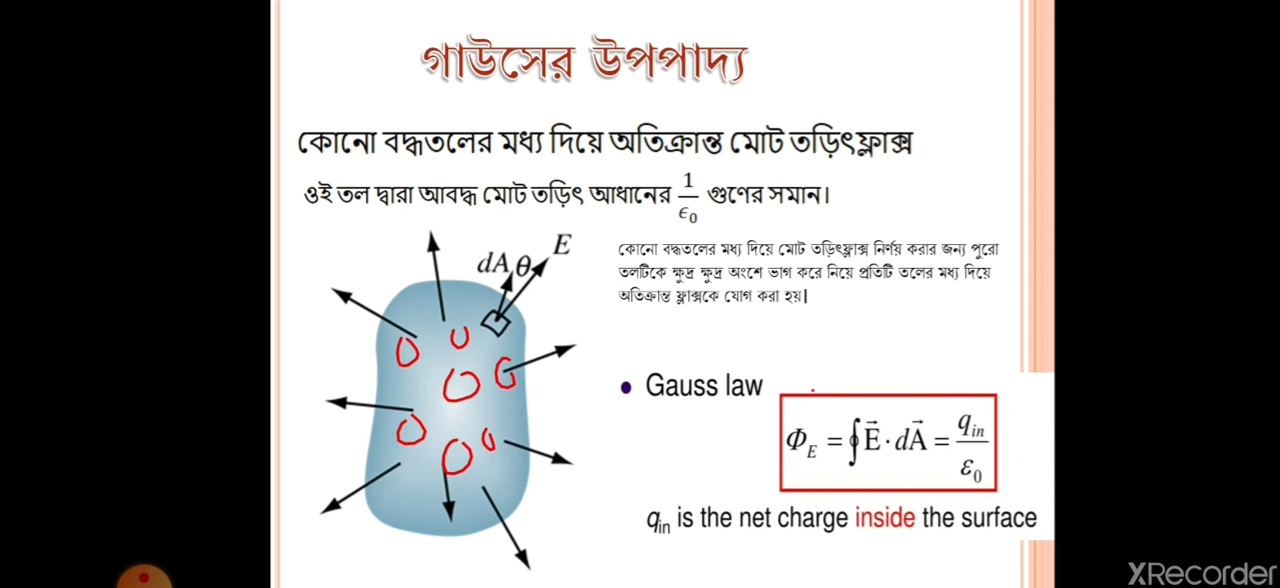 গাউসের উপপাদ্য
কোনো বদ্ধতলের মধ্য দিয়ে অতিক্রান্ত মোট তড়িৎফ্লাক্স
ওই তল দ্বারা আবদ্ধ মোট তড়িৎ আধানের 1/ϵ₀ গুণের সমান।
কোনো বদ্ধতলের মধ্য দিয়ে মোট তড়িৎফ্লাক্স নির্ণয় করার জন্য পুরো
তলটিকে ক্ষুদ্র ক্ষুদ্র অংশে ভাগ করে নিয়ে প্রতিটি তলের মধ্য দিয়ে
অতিক্রান্ত ফ্লাক্সকে যোগ করা হয়|
dA θ E
• Gauss law
Φ_E = ∮ E⃗ · dA⃗ = q_in/ε₀
q_in is the net charge inside the surface
XRecorder